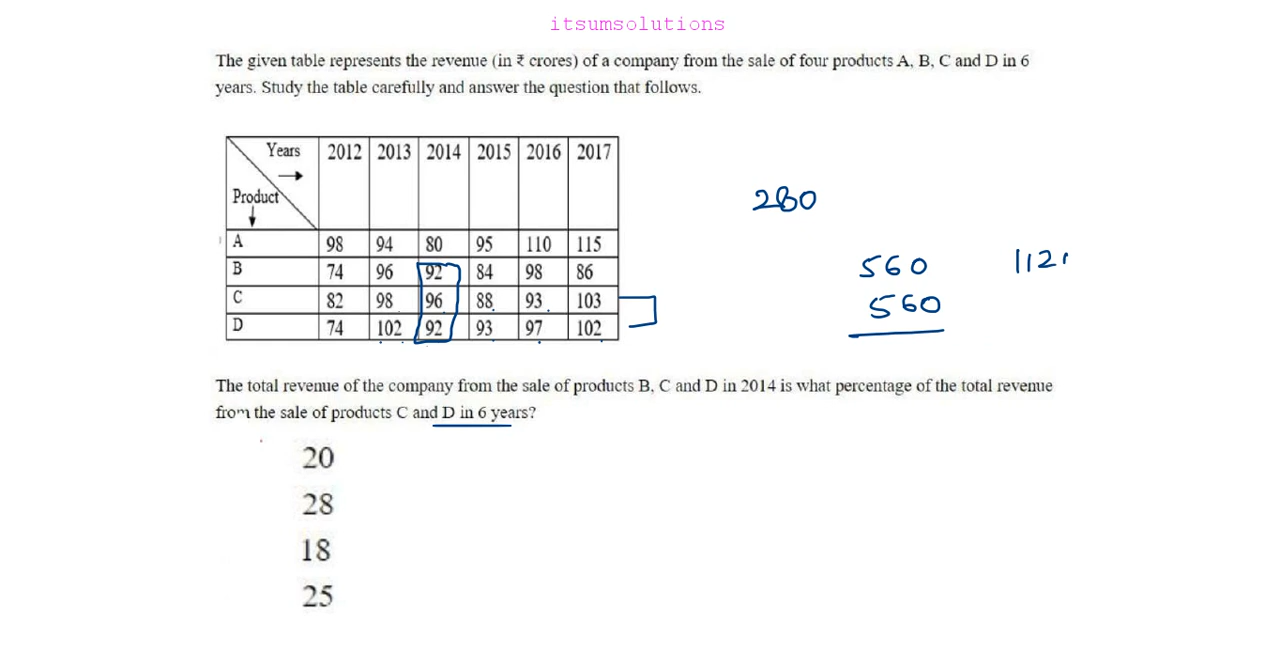 itsumsolutions
The given table represents the revenue (in ₹ crores) of a company from the sale of four products A, B, C and D in 6
years. Study the table carefully and answer the question that follows.
Years 2012 2013 2014 2015 2016 2017
Product
A 98 94 80 95 110 115
B 74 96 92 84 98 86
C 82 98 96 88 93 103
D 74 102 92 93 97 102
280
560
560
112
The total revenue of the company from the sale of products B, C and D in 2014 is what percentage of the total revenue
from the sale of products C and D in 6 years?
20
28
18
25